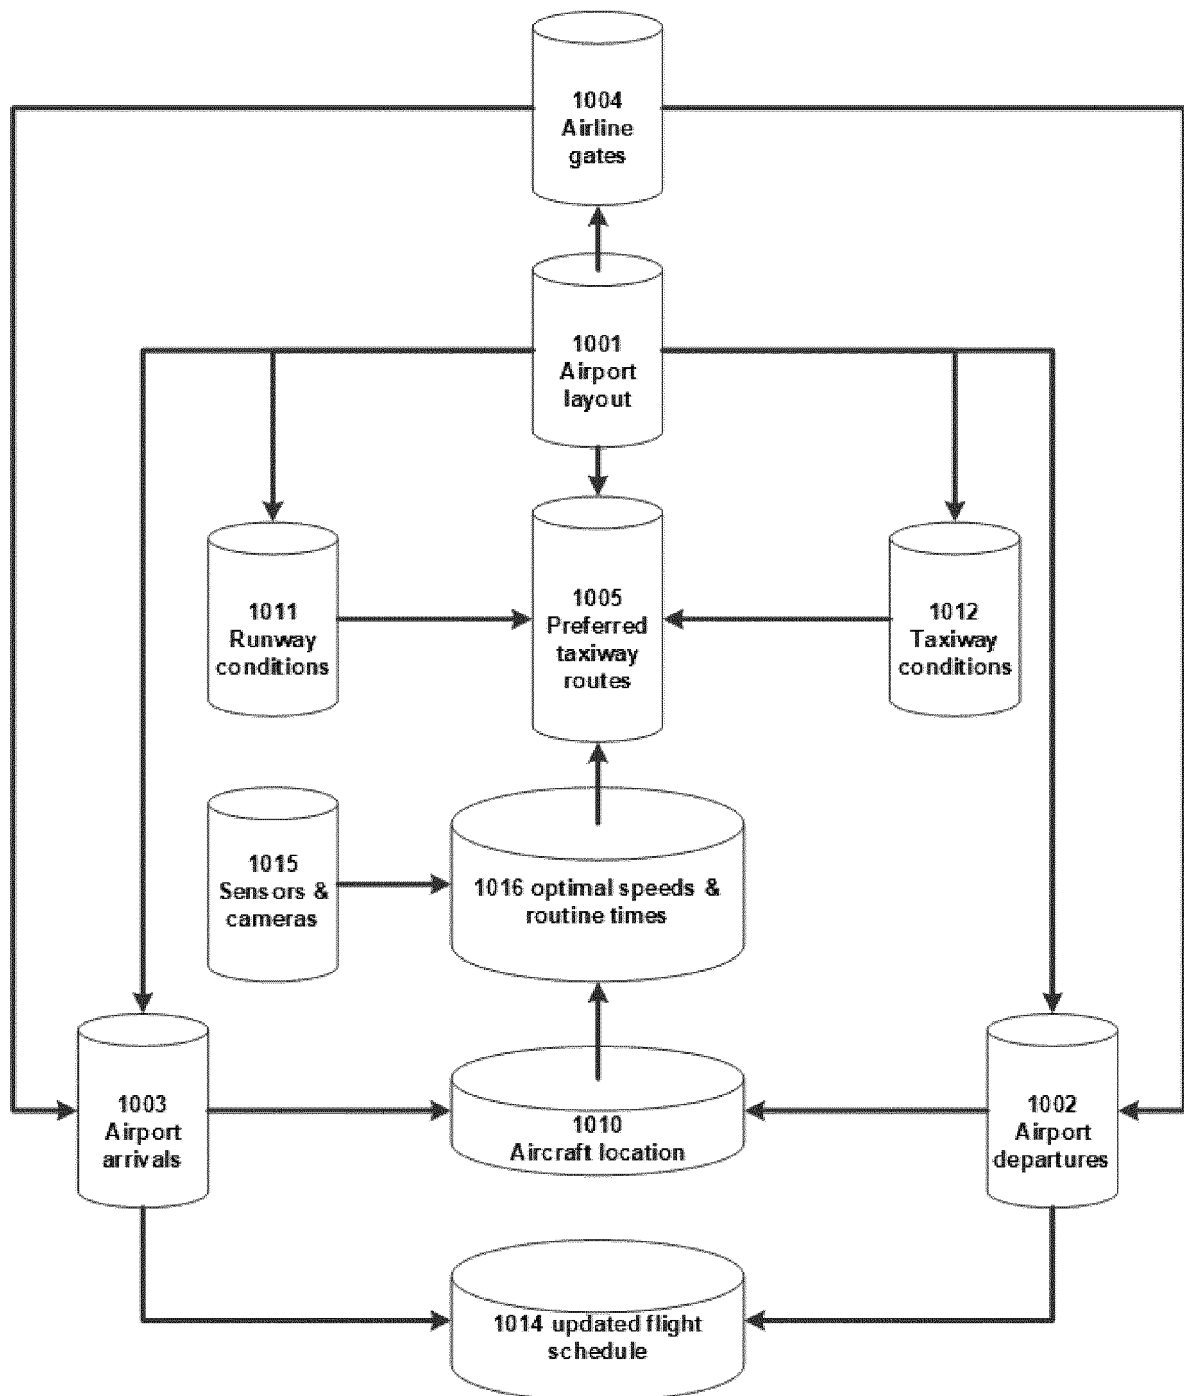 1004
Airline
gates
1001
Airport
layout
1011
Runway
conditions
1005
Preferred
taxiway
routes
1012
Taxiway
conditions
1015
Sensors &
cameras
1016 optimal speeds &
routine times
1003
Airport
arrivals
1010
Aircraft location
1002
Airport
departures
1014 updated flight
schedule